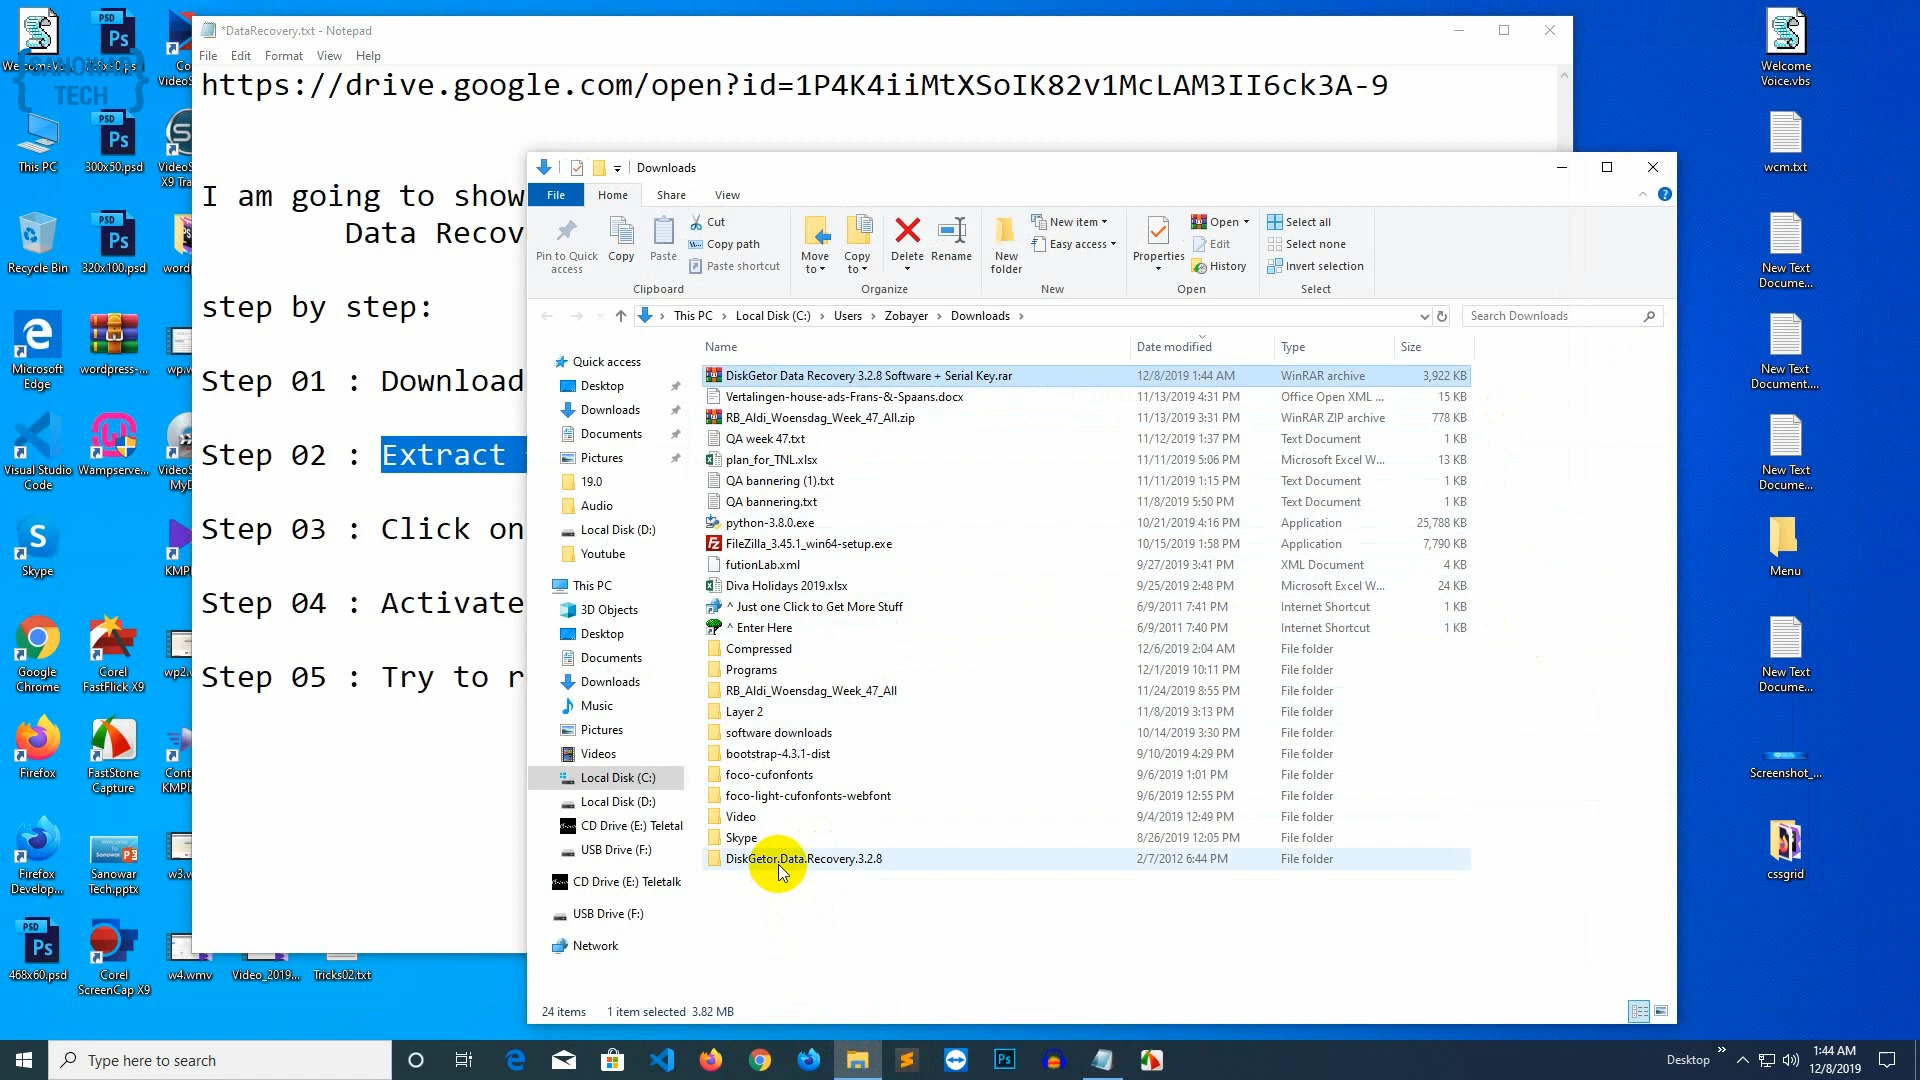 *DataRecovery.txt - Notepad
File Edit Format View Help
https://drive.google.com/open?id=1P4K4iiMtXSoIK82v1McLAM3II6ck3A-9
I am going to show
Data Recov
step by step:
Step 01 : Download
Step 02 : Extract
Step 03 : Click on
Step 04 : Activate
Step 05 : Try to r
SANOWAR
TECH
This PC
300x50.psd
VideoS
X9 Tra
Recycle Bin
320x100.psd
wordp
Microsoft
Edge
wordpress-...
wp.w
Visual Studio
Code
Wampserve...
VideoS
MyD
Skype
KMPl
Google
Chrome
Corel
FastFlick X9
wp2.v
Firefox
FastStone
Capture
Cont
KMPl
Firefox
Develop...
Sanowar
Tech.pptx
w3.w
468x60.psd
Corel
ScreenCap X9
w4.wmv
Video_2019...
Tricks02.txt
Downloads
File Home Share View
Pin to Quick
access
Copy
Paste
Cut
Copy path
Paste shortcut
Clipboard
Move
to
Copy
to
Delete
Rename
Organize
New
folder
New item
Easy access
New
Properties
Open
Edit
History
Open
Select all
Select none
Invert selection
Select
This PC > Local Disk (C:) > Users > Zobayer > Downloads >
Search Downloads
Name Date modified Type Size
DiskGetor Data Recovery 3.2.8 Software + Serial Key.rar 12/8/2019 1:44 AM WinRAR archive 3,922 KB
Vertalingen-house-ads-Frans-&-Spaans.docx 11/13/2019 4:31 PM Office Open XML ... 15 KB
RB_Aldi_Woensdag_Week_47_All.zip 11/13/2019 3:31 PM WinRAR ZIP archive 778 KB
QA week 47.txt 11/12/2019 1:37 PM Text Document 1 KB
plan_for_TNL.xlsx 11/11/2019 5:06 PM Microsoft Excel W... 13 KB
QA bannering (1).txt 11/11/2019 1:15 PM Text Document 1 KB
QA bannering.txt 11/8/2019 5:50 PM Text Document 1 KB
python-3.8.0.exe 10/21/2019 4:16 PM Application 25,788 KB
FileZilla_3.45.1_win64-setup.exe 10/15/2019 1:58 PM Application 7,790 KB
futionLab.xml 9/27/2019 3:41 PM XML Document 4 KB
Diva Holidays 2019.xlsx 9/25/2019 2:48 PM Microsoft Excel W... 24 KB
^ Just one Click to Get More Stuff 6/9/2011 7:41 PM Internet Shortcut 1 KB
^ Enter Here 6/9/2011 7:40 PM Internet Shortcut 1 KB
Compressed 12/6/2019 2:04 AM File folder
Programs 12/1/2019 10:11 PM File folder
RB_Aldi_Woensdag_Week_47_All 11/24/2019 8:55 PM File folder
Layer 2 11/8/2019 3:13 PM File folder
software downloads 10/14/2019 3:30 PM File folder
bootstrap-4.3.1-dist 9/10/2019 4:29 PM File folder
foco-cufonfonts 9/6/2019 1:01 PM File folder
foco-light-cufonfonts-webfont 9/6/2019 12:55 PM File folder
Video 9/4/2019 12:49 PM File folder
Skype 8/26/2019 12:05 PM File folder
DiskGetor.Data.Recovery.3.2.8 2/7/2012 6:44 PM File folder
Quick access
Desktop
Downloads
Documents
Pictures
19.0
Audio
Local Disk (D:)
Youtube
This PC
3D Objects
Desktop
Documents
Downloads
Music
Pictures
Videos
Local Disk (C:)
Local Disk (D:)
CD Drive (E:) Teletal
USB Drive (F:)
CD Drive (E:) Teletalk
USB Drive (F:)
Network
24 items 1 item selected 3.82 MB
Welcome
Voice.vbs
wcm.txt
New Text
Docume...
New Text
Document....
New Text
Docume...
Menu
New Text
Docume...
Screenshot_...
cssgrid
Type here to search
Desktop
1:44 AM
12/8/2019